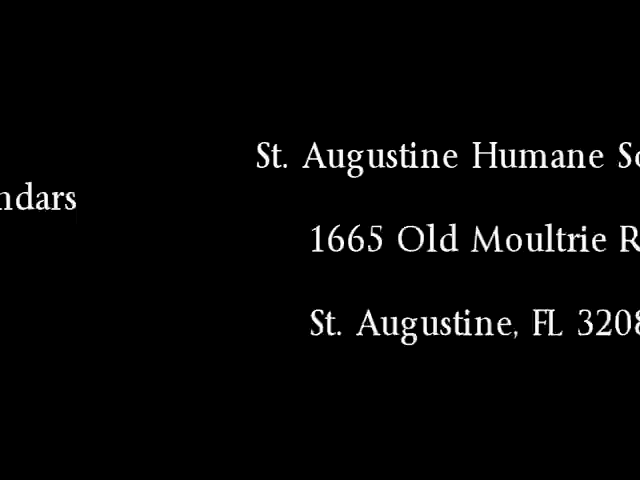 St. Augustine Humane So
ndars
1665 Old Moultrie R
St. Augustine, FL 3208